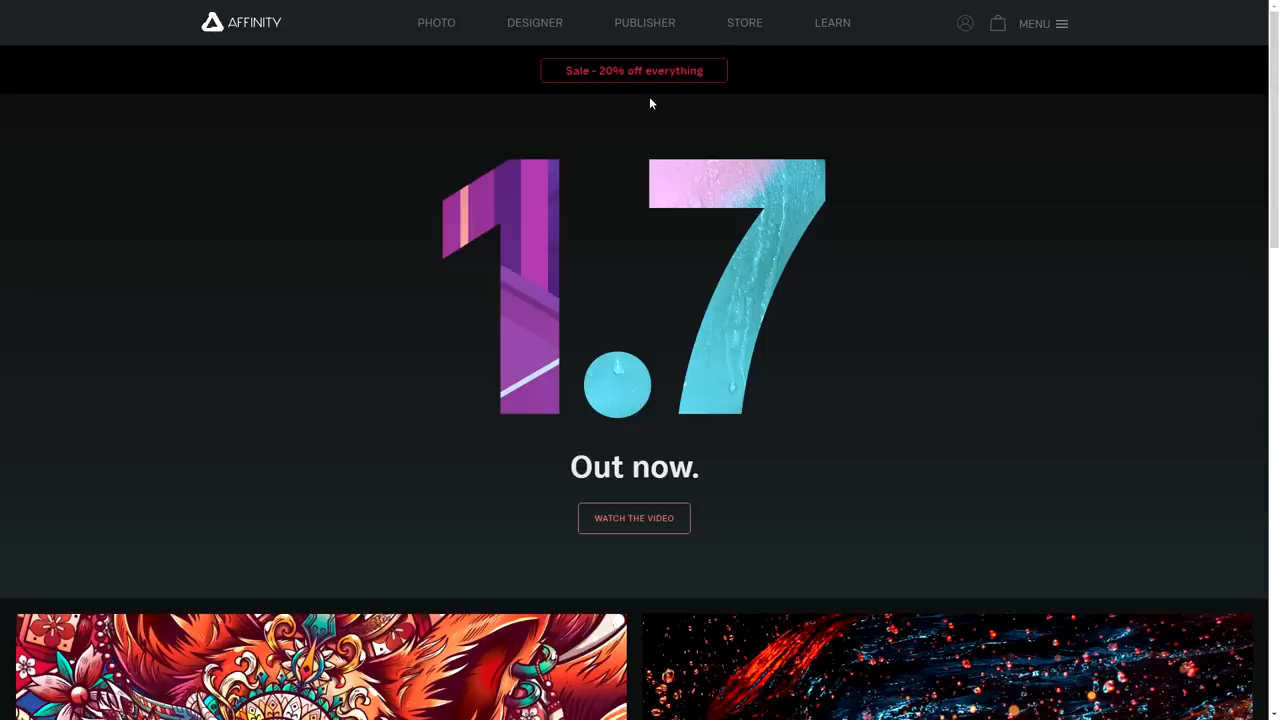 AFFINITY PHOTO DESIGNER PUBLISHER STORE LEARN MENU
Sale - 20% off everything
1.7
Out now.
WATCH THE VIDEO